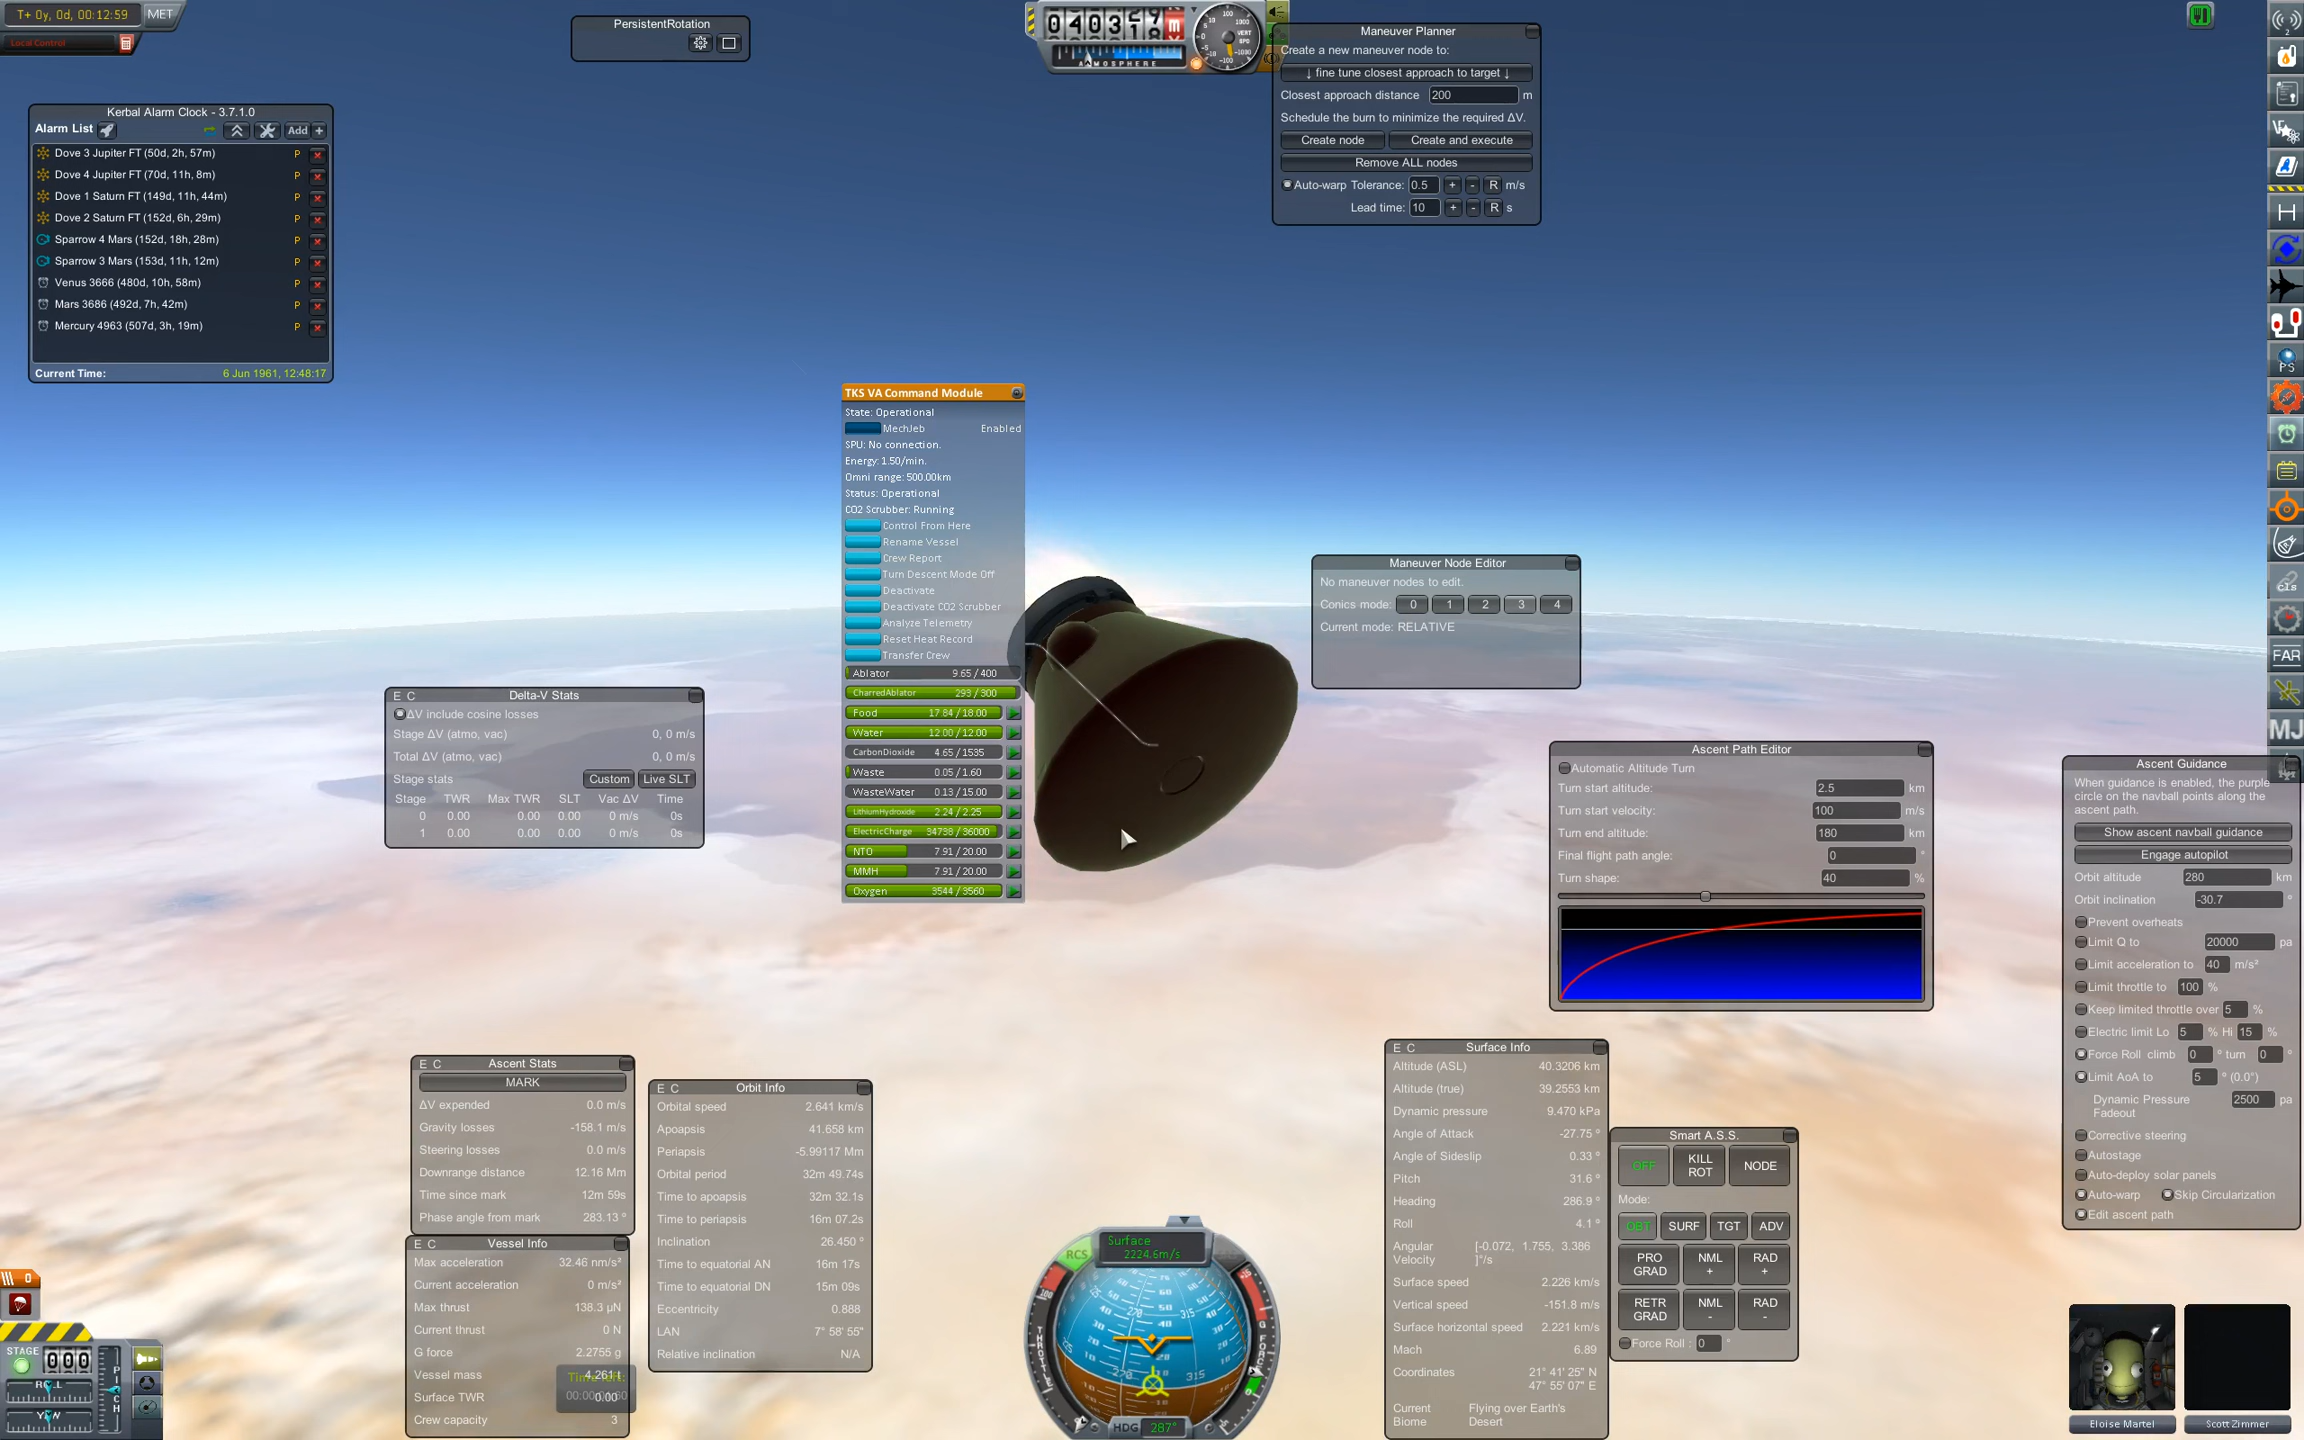 T+ 0y, 0d, 00:12:59 MET
Local Control
PersistentRotation
ATMOSPHERE
Kerbal Alarm Clock - 3.7.1.0
Alarm List Add +
Dove 3 Jupiter FT (50d, 2h, 57m) P
Dove 4 Jupiter FT (70d, 11h, 8m) P
Dove 1 Saturn FT (149d, 11h, 44m) P
Dove 2 Saturn FT (152d, 6h, 29m) P
Sparrow 4 Mars (152d, 18h, 28m) P
Sparrow 3 Mars (153d, 11h, 12m) P
Venus 3666 (480d, 10h, 58m) P
Mars 3686 (492d, 7h, 42m) P
Mercury 4963 (507d, 3h, 19m) P
Current Time: 6 Jun 1961, 12:48:17
Maneuver Planner
Create a new maneuver node to:
↓ fine tune closest approach to target ↓
Closest approach distance 200 m
Schedule the burn to minimize the required ΔV.
Create node Create and execute
Remove ALL nodes
Auto-warp Tolerance: 0.5 + - R m/s
Lead time: 10 + - R s
TKS VA Command Module
State: Operational
MechJeb Enabled
SPU: No connection.
Energy: 1.50/min.
Omni range: 500.00km
Status: Operational
CO2 Scrubber: Running
Control From Here
Rename Vessel
Crew Report
Turn Descent Mode Off
Deactivate
Deactivate CO2 Scrubber
Analyze Telemetry
Reset Heat Record
Transfer Crew
Ablator 9.65 / 400
CharredAblator 293 / 300
Food 17.84 / 18.00
Water 12.00 / 12.00
CarbonDioxide 4.65 / 1535
Waste 0.05 / 1.60
WasteWater 0.13 / 15.00
LithiumHydroxide 2.24 / 2.25
ElectricCharge 34738 / 36000
NTO 7.91 / 20.00
MMH 7.91 / 20.00
Oxygen 3544 / 3560
Maneuver Node Editor
No maneuver nodes to edit.
Conics mode: 0 1 2 3 4
Current mode: RELATIVE
E C Delta-V Stats
ΔV include cosine losses
Stage ΔV (atmo, vac) 0, 0 m/s
Total ΔV (atmo, vac) 0, 0 m/s
Stage stats Custom Live SLT
Stage TWR Max TWR SLT Vac ΔV Time
0 0.00 0.00 0.00 0 m/s 0s
1 0.00 0.00 0.00 0 m/s 0s
Ascent Path Editor
Automatic Altitude Turn
Turn start altitude: 2.5 km
Turn start velocity: 100 m/s
Turn end altitude: 180 km
Final flight path angle: 0 °
Turn shape: 40 %
Ascent Guidance
When guidance is enabled, the purple
circle on the navball points along the
ascent path.
Show ascent navball guidance
Engage autopilot
Orbit altitude 280 km
Orbit inclination -30.7 °
Prevent overheats
Limit Q to 20000 pa
Limit acceleration to 40 m/s²
Limit throttle to 100 %
Keep limited throttle over 5 %
Electric limit Lo 5 % Hi 15 %
Force Roll climb 0 ° turn 0 °
Limit AoA to 5 ° (0.0°)
Dynamic Pressure 2500 pa
Fadeout
Corrective steering
Autostage
Auto-deploy solar panels
Auto-warp Skip Circularization
Edit ascent path
E C Ascent Stats
MARK
ΔV expended 0.0 m/s
Gravity losses -158.1 m/s
Steering losses 0.0 m/s
Downrange distance 12.16 Mm
Time since mark 12m 59s
Phase angle from mark 283.13 °
E C Vessel Info
Max acceleration 32.46 nm/s²
Current acceleration 0 m/s²
Max thrust 138.3 µN
Current thrust 0 N
G force 2.2755 g
Vessel mass 4.261 t
Surface TWR 0.00
Crew capacity 3
E C Orbit Info
Orbital speed 2.641 km/s
Apoapsis 41.658 km
Periapsis -5.99117 Mm
Orbital period 32m 49.74s
Time to apoapsis 32m 32.1s
Time to periapsis 16m 07.2s
Inclination 26.450 °
Time to equatorial AN 16m 17s
Time to equatorial DN 15m 09s
Eccentricity 0.888
LAN 7° 58' 55"
Relative inclination N/A
RCS Surface
2224.6m/s
HDG 287°
E C Surface Info
Altitude (ASL) 40.3206 km
Altitude (true) 39.2553 km
Dynamic pressure 9.470 kPa
Angle of Attack -27.75 °
Angle of Sideslip 0.33 °
Pitch 31.6 °
Heading 286.9 °
Roll 4.1 °
Angular Velocity [-0.072, 1.755, 3.386 ]°/s
Surface speed 2.226 km/s
Vertical speed -151.8 m/s
Surface horizontal speed 2.221 km/s
Mach 6.89
Coordinates 21° 41' 25" N
47° 55' 07" E
Current Biome Flying over Earth's Desert
Smart A.S.S.
OFF KILL ROT NODE
Mode:
OBT SURF TGT ADV
PRO GRAD NML + RAD +
RETR GRAD NML - RAD -
Force Roll : 0 °
0
STAGE 000
ROLL
YAW
PITCH
THROTTLE
PS
cls
FAR
MJ
Eloise Martel Scott Zimmer